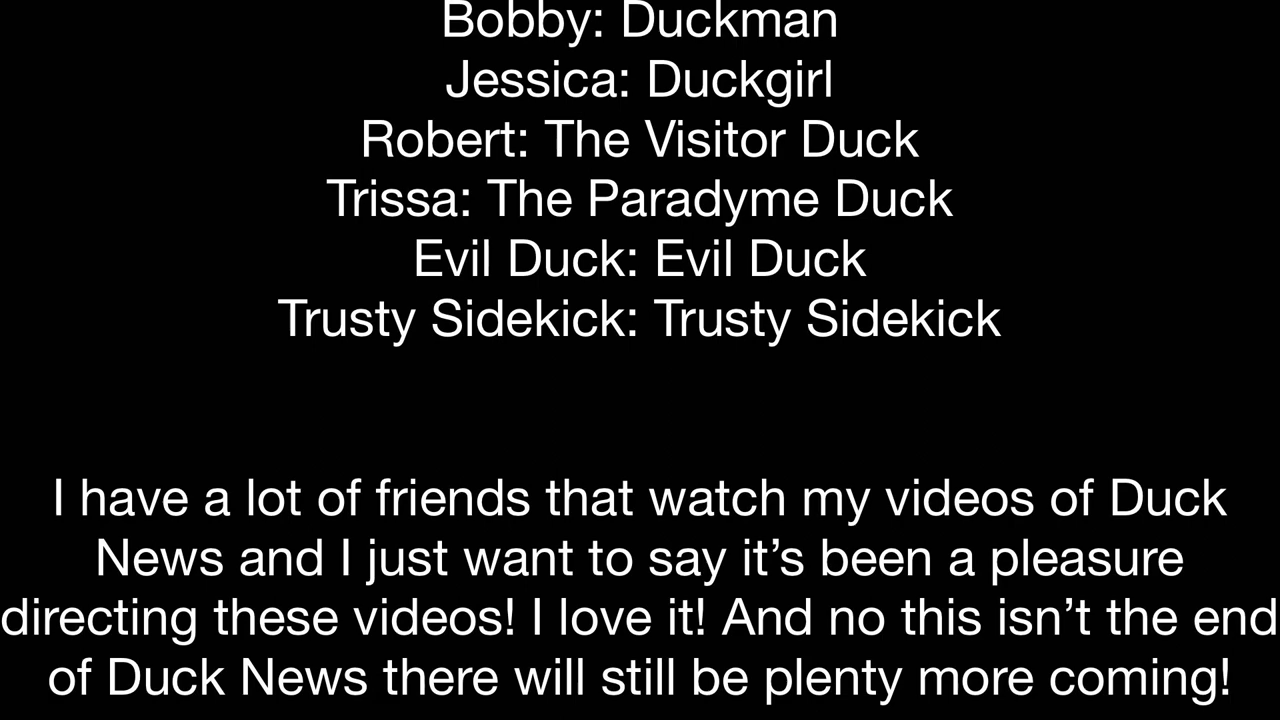 Bobby: Duckman
Jessica: Duckgirl
Robert: The Visitor Duck
Trissa: The Paradyme Duck
Evil Duck: Evil Duck
Trusty Sidekick: Trusty Sidekick
I have a lot of friends that watch my videos of Duck
News and I just want to say it’s been a pleasure
directing these videos! I love it! And no this isn’t the end
of Duck News there will still be plenty more coming!